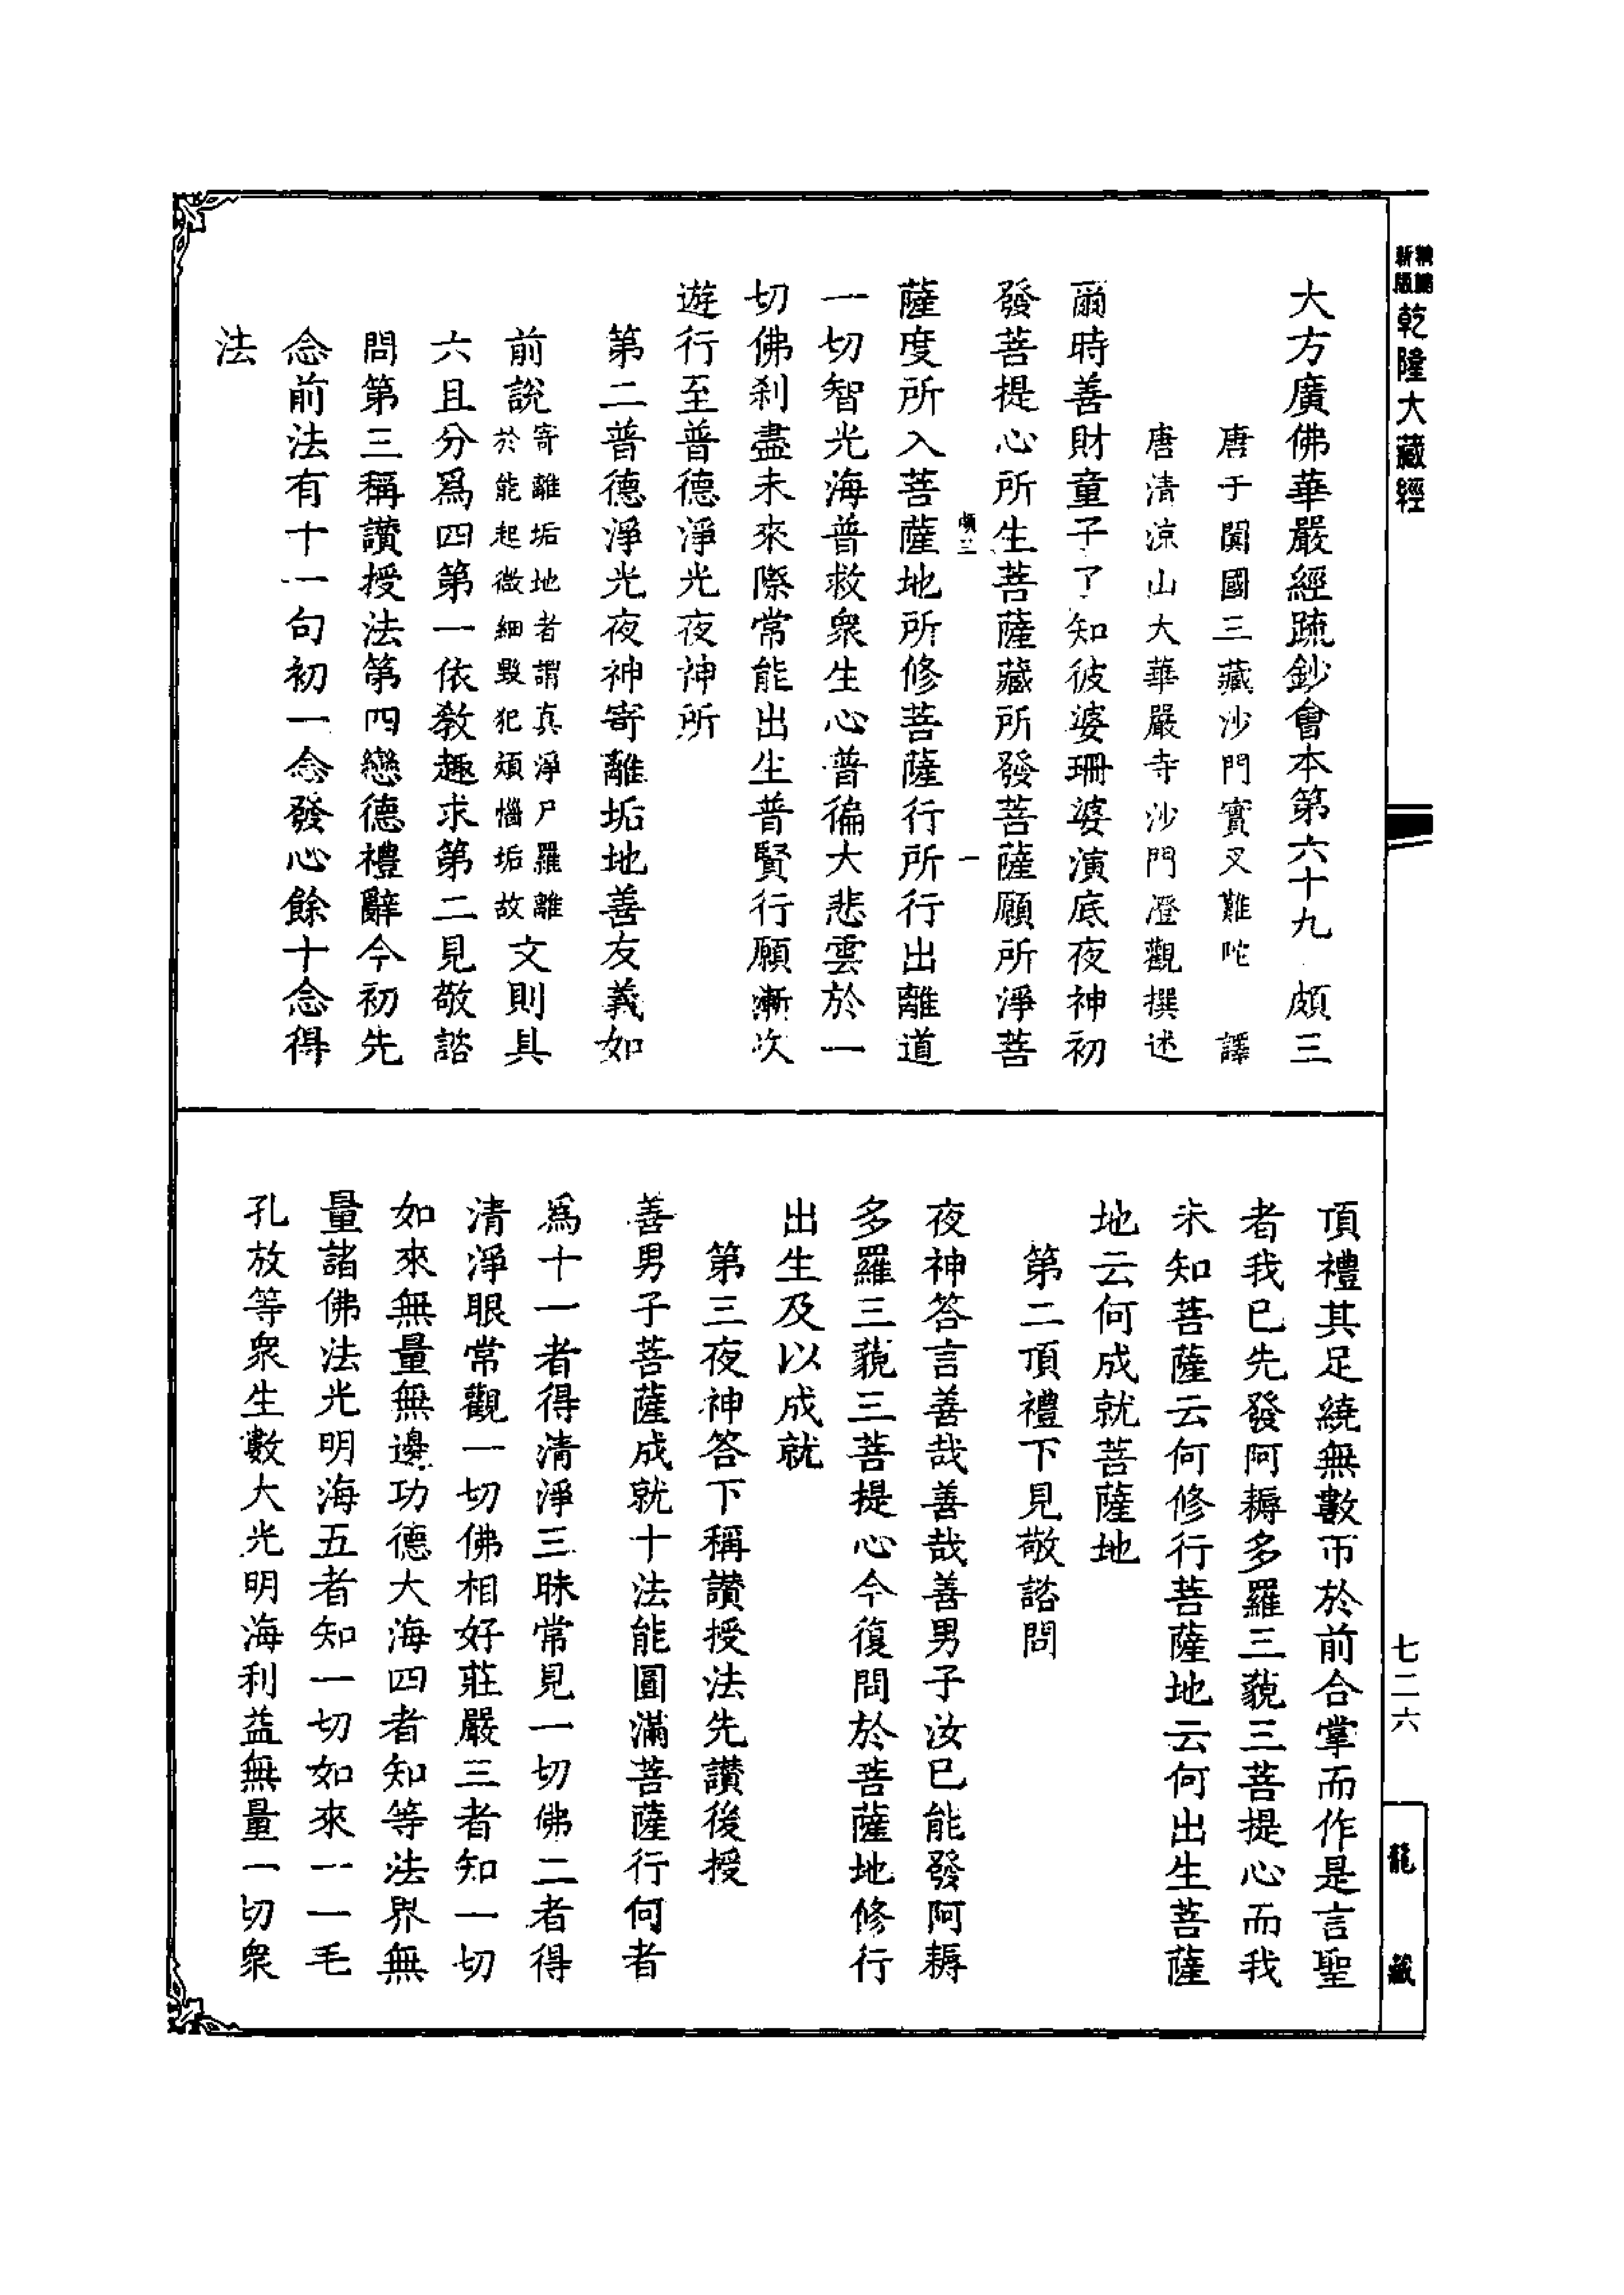 新版
乾隆大藏經
大方廣佛華嚴經疏鈔會本第六十九 頗三
唐于闐國三藏沙門實叉難陀 譯
唐清涼山大華嚴寺沙門澄觀撰述
爾時善財童子了知彼婆珊婆演底夜神初
發菩提心所生菩薩藏所發菩薩願所淨菩
頗三 一
薩度所入菩薩地所修菩薩行所行出離道
一切智光海普救衆生心普徧大悲雲於一
切佛刹盡未來際常能出生普賢行願漸次
遊行至普德淨光夜神所
第二普德淨光夜神寄離垢地善友義如
前說寄離垢地者謂真淨尸羅離
於能起微細毀犯煩惱垢故文則具
六且分爲四第一依教趣求第二見敬諮
問第三稱讚授法第四戀德禮辭今初先
念前法有十一句初一念發心餘十念得
法
頂禮其足繞無數帀於前合掌而作是言聖
者我已先發阿耨多羅三藐三菩提心而我
未知菩薩云何修行菩薩地云何出生菩薩
地云何成就菩薩地
第二頂禮下見敬諮問
夜神答言善哉善哉善男子汝已能發阿耨
多羅三藐三菩提心今復問於菩薩地修行
出生及以成就
第三夜神答下稱讚授法先讚後授
善男子菩薩成就十法能圓滿菩薩行何者
爲十一者得清淨三昧常見一切佛二者得
清淨眼常觀一切佛相好莊嚴三者知一切
如來無量無邊功德大海四者知等法界無
量諸佛法光明海五者知一切如來一一毛
孔放等衆生數大光明海利益無量一切衆
七二六
龍藏